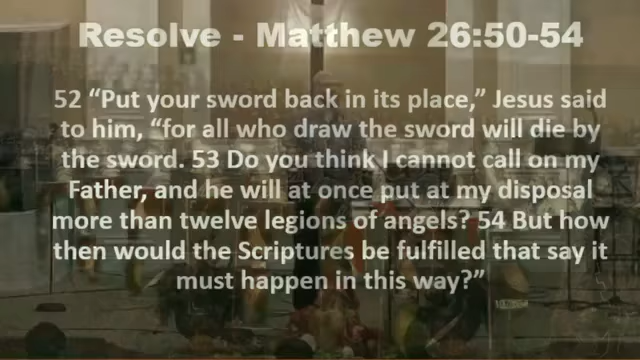 Resolve - Matthew 26:50-54
52 “Put your sword back in its place,” Jesus said
to him, “for all who draw the sword will die by
the sword. 53 Do you think I cannot call on my
Father, and he will at once put at my disposal
more than twelve legions of angels? 54 But how
then would the Scriptures be fulfilled that say it
must happen in this way?”